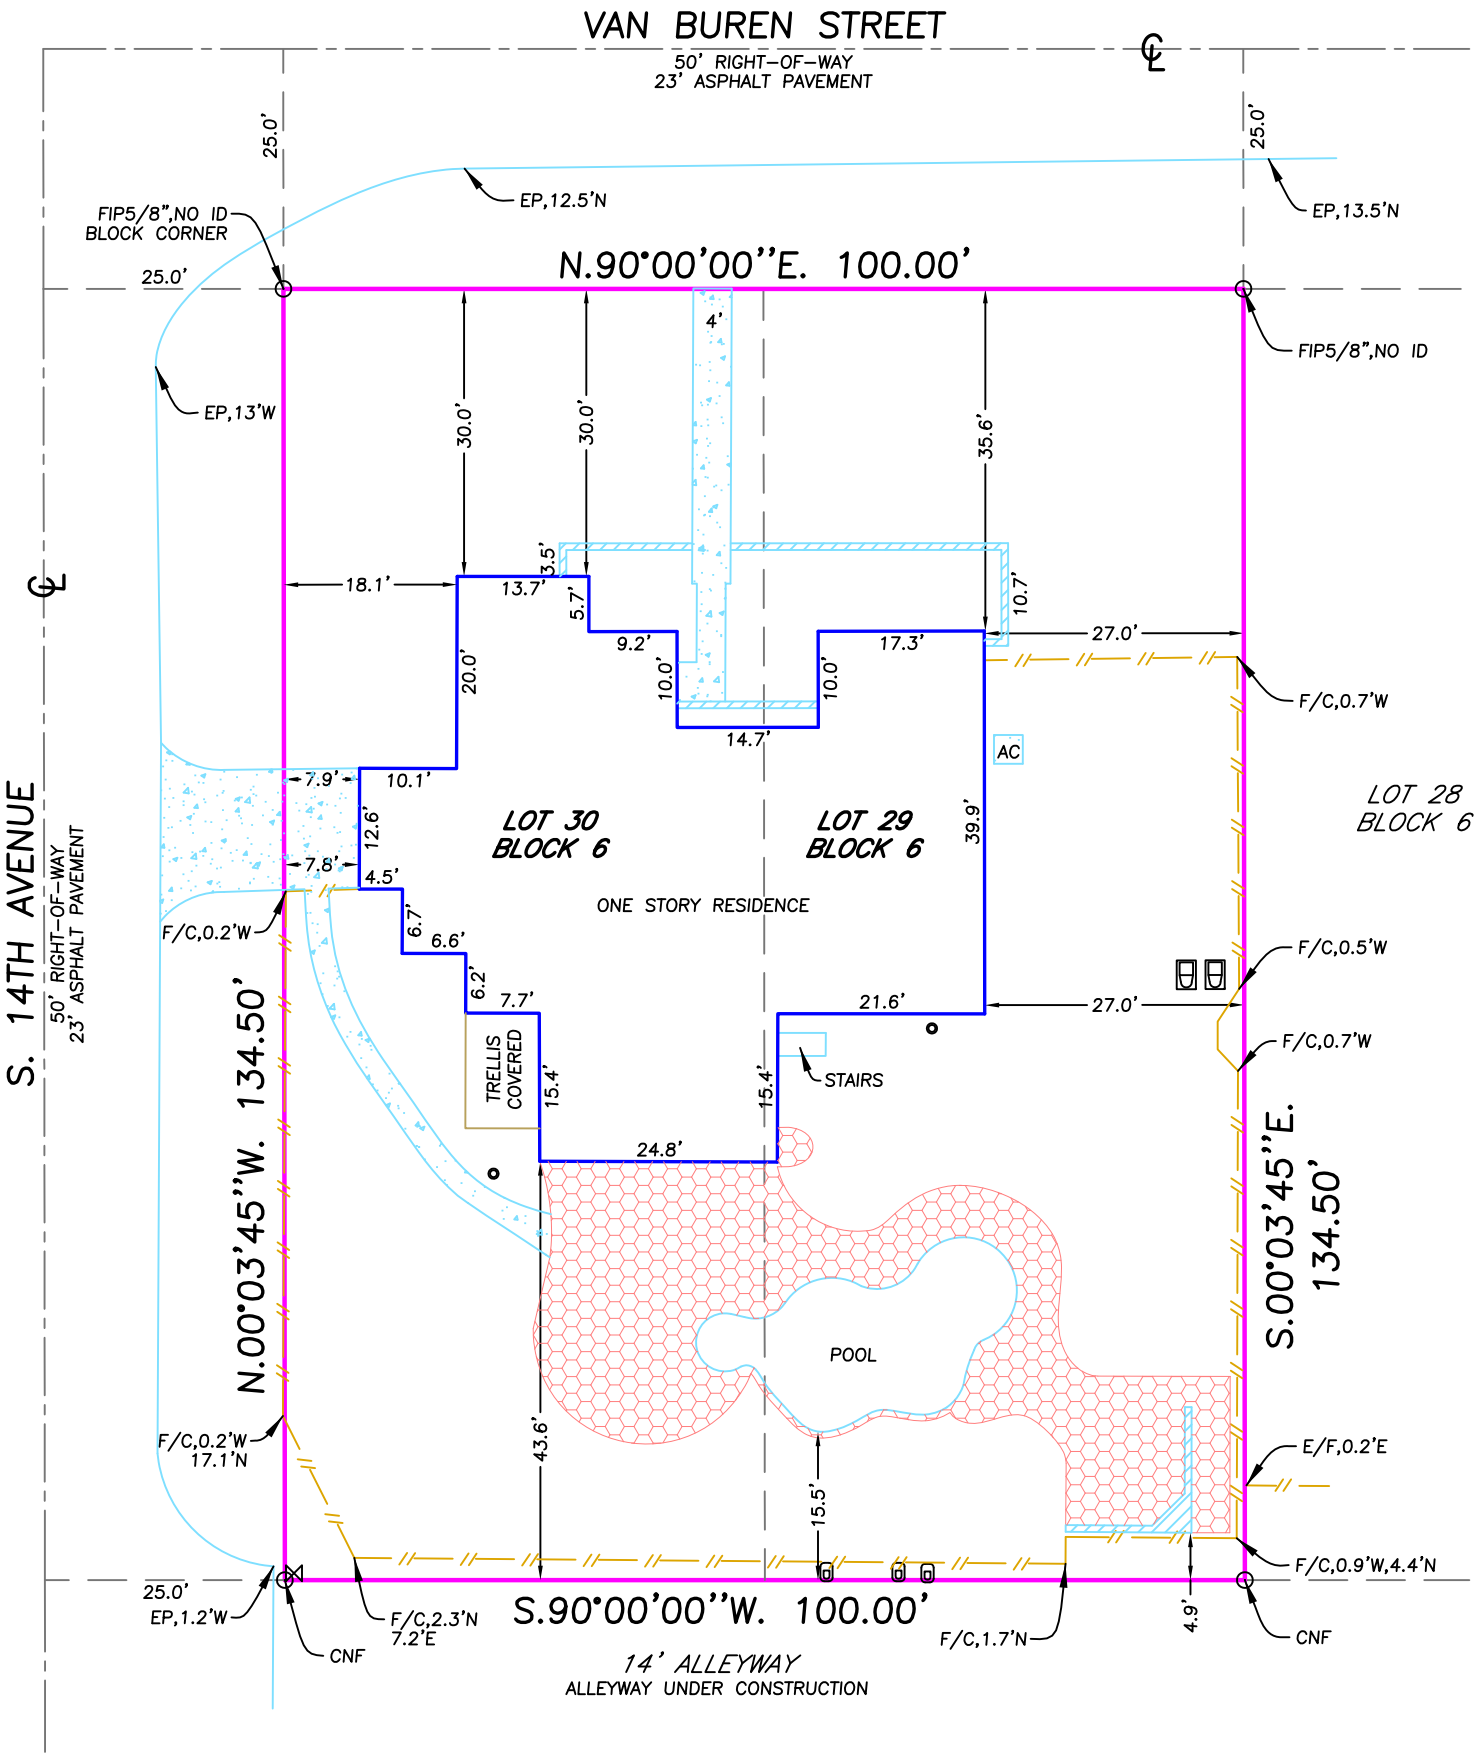 VAN BUREN STREET
℄
50' RIGHT-OF-WAY
23' ASPHALT PAVEMENT
25.0'
25.0'
EP,12.5'N
EP,13.5'N
FIP5/8",NO ID
BLOCK CORNER
N.90°00'00"E. 100.00'
25.0'
4'
FIP5/8",NO ID
EP,13'W
30.0'
30.0'
35.6'
℄
18.1'
13.7'
3.5'
5.7'
10.7'
9.2'
17.3'
27.0'
20.0'
10.0'
10.0'
F/C,0.7'W
14.7'
AC
7.9'
10.1'
LOT 30
BLOCK 6
LOT 29
BLOCK 6
LOT 28
BLOCK 6
12.6'
39.9'
7.8'
4.5'
S. 14TH AVENUE
50' RIGHT-OF-WAY
23' ASPHALT PAVEMENT
ONE STORY RESIDENCE
6.7'
F/C,0.2'W
6.6'
F/C,0.5'W
6.2'
7.7'
21.6'
27.0'
F/C,0.7'W
N.00°03'45"W. 134.50'
TRELLIS
COVERED
15.4'
15.4'
STAIRS
24.8'
S.00°03'45"E.
134.50'
POOL
F/C,0.2'W
17.1'N
43.6'
E/F,0.2'E
15.5'
F/C,0.9'W,4.4'N
25.0'
EP,1.2'W
F/C,2.3'N
7.2'E
S.90°00'00"W. 100.00'
4.9'
F/C,1.7'N
CNF
CNF
14' ALLEYWAY
ALLEYWAY UNDER CONSTRUCTION